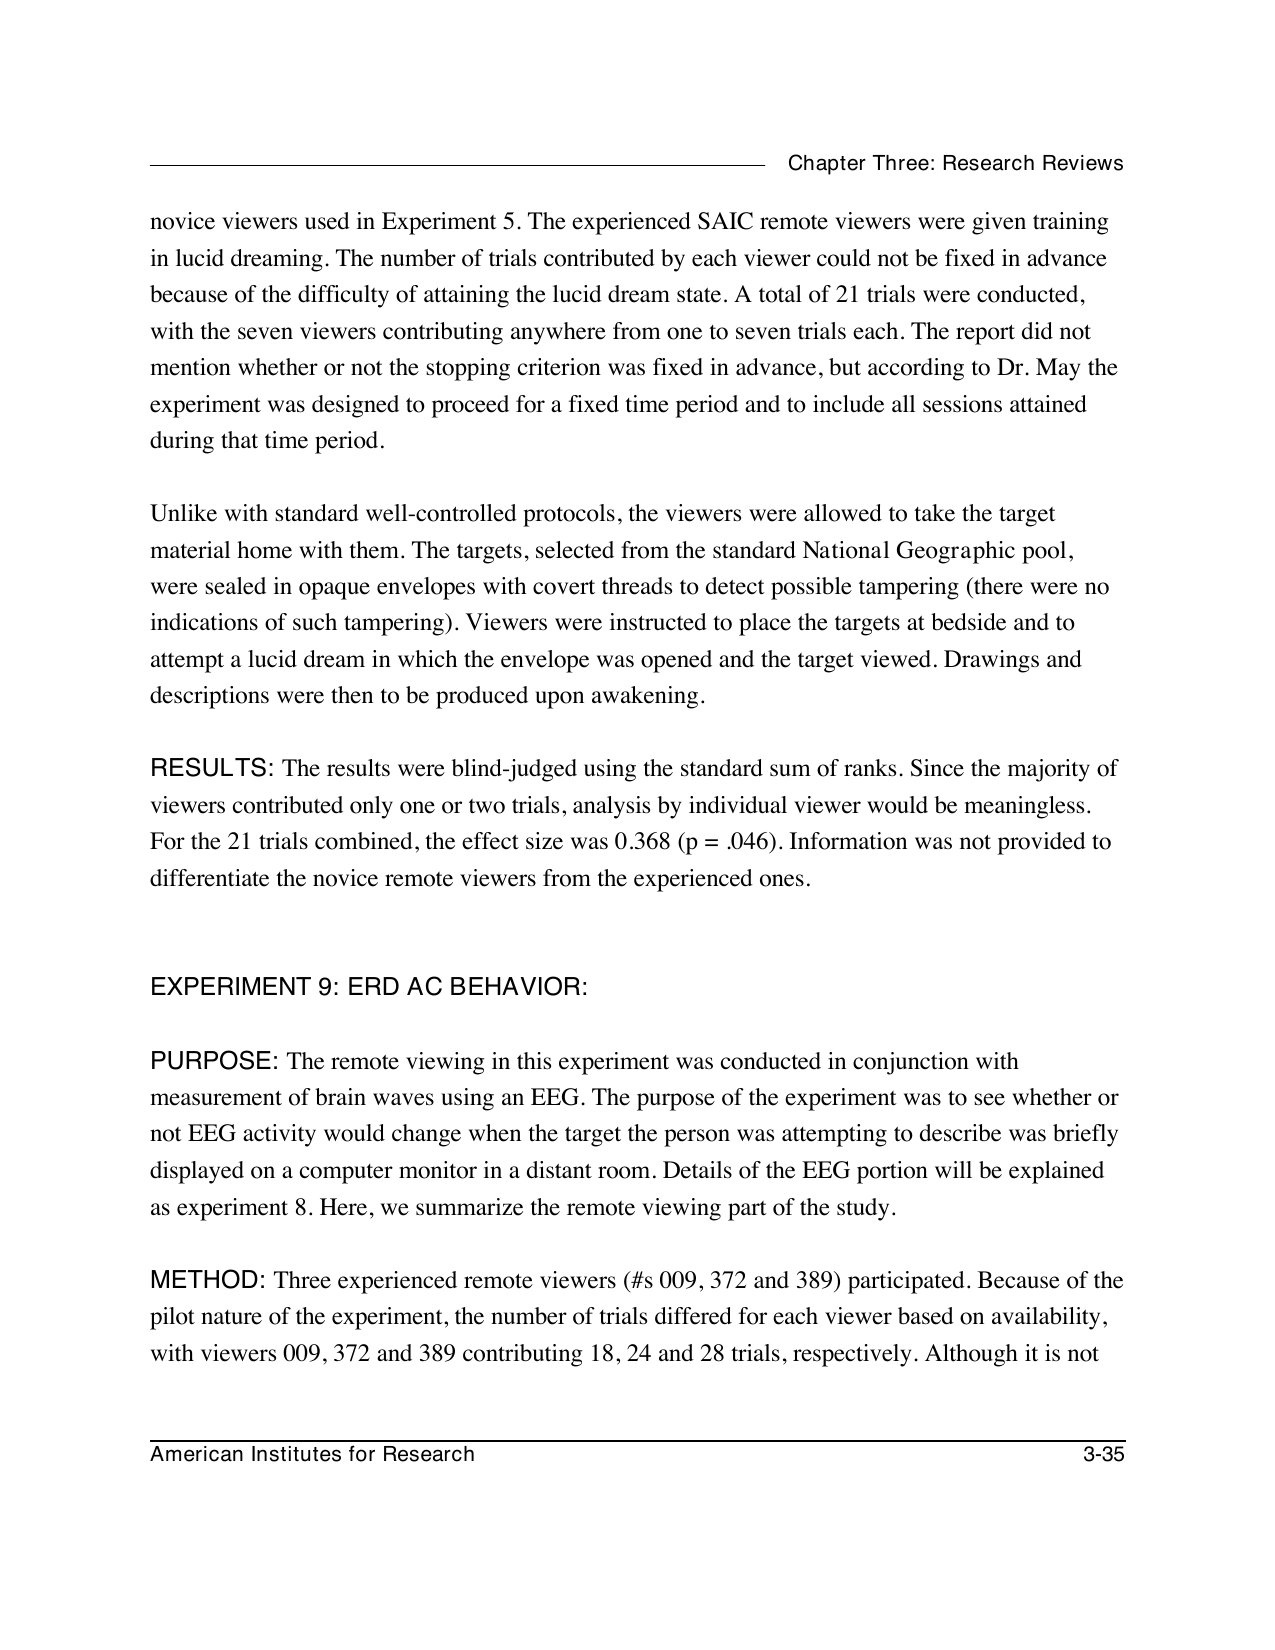 Chapter Three: Research Reviews
novice viewers used in Experiment 5. The experienced SAIC remote viewers were given training
in lucid dreaming. The number of trials contributed by each viewer could not be fixed in advance
because of the difficulty of attaining the lucid dream state. A total of 21 trials were conducted,
with the seven viewers contributing anywhere from one to seven trials each. The report did not
mention whether or not the stopping criterion was fixed in advance, but according to Dr. May the
experiment was designed to proceed for a fixed time period and to include all sessions attained
during that time period.
Unlike with standard well-controlled protocols, the viewers were allowed to take the target
material home with them. The targets, selected from the standard National Geographic pool,
were sealed in opaque envelopes with covert threads to detect possible tampering (there were no
indications of such tampering). Viewers were instructed to place the targets at bedside and to
attempt a lucid dream in which the envelope was opened and the target viewed. Drawings and
descriptions were then to be produced upon awakening.
RESULTS: The results were blind-judged using the standard sum of ranks. Since the majority of
viewers contributed only one or two trials, analysis by individual viewer would be meaningless.
For the 21 trials combined, the effect size was 0.368 (p = .046). Information was not provided to
differentiate the novice remote viewers from the experienced ones.
EXPERIMENT 9: ERD AC BEHAVIOR:
PURPOSE: The remote viewing in this experiment was conducted in conjunction with
measurement of brain waves using an EEG. The purpose of the experiment was to see whether or
not EEG activity would change when the target the person was attempting to describe was briefly
displayed on a computer monitor in a distant room. Details of the EEG portion will be explained
as experiment 8. Here, we summarize the remote viewing part of the study.
METHOD: Three experienced remote viewers (#s 009, 372 and 389) participated. Because of the
pilot nature of the experiment, the number of trials differed for each viewer based on availability,
with viewers 009, 372 and 389 contributing 18, 24 and 28 trials, respectively. Although it is not
American Institutes for Research 3-35